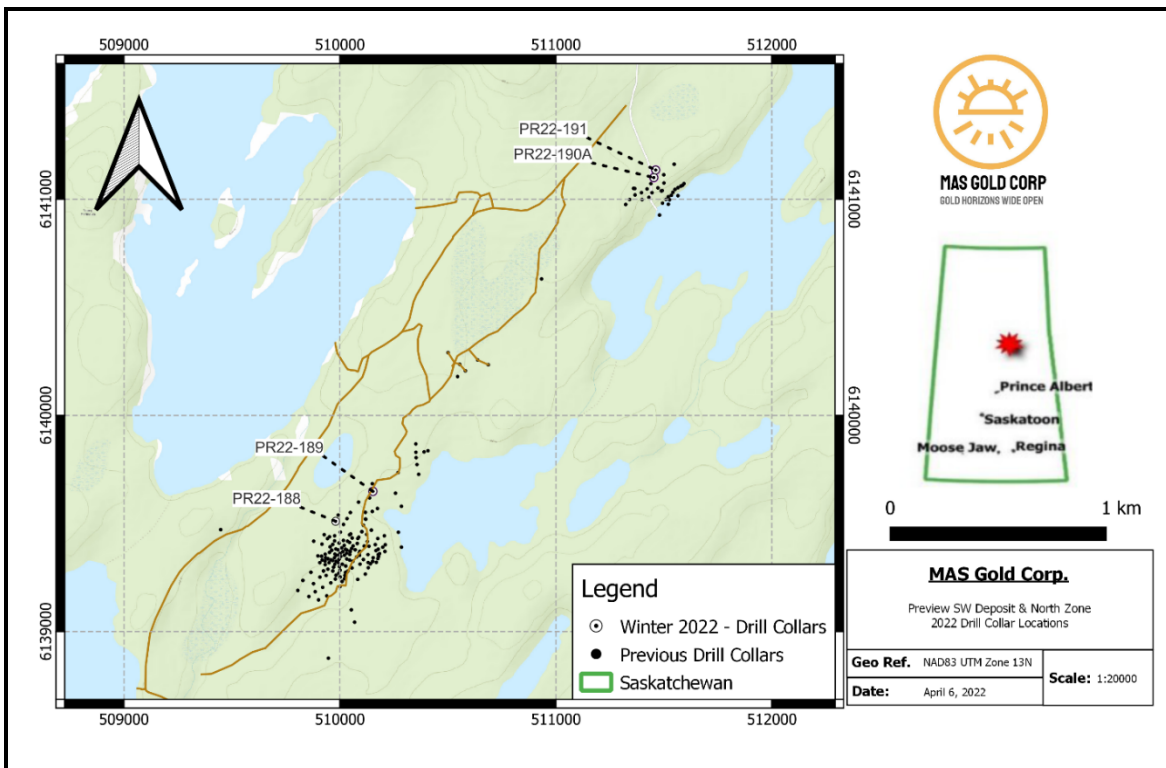 509000 510000 511000 512000
6141000
6140000
6139000
6141000
6140000
6139000
PR22-191
PR22-190A
PR22-189
PR22-188
Legend
Winter 2022 - Drill Collars
Previous Drill Collars
Saskatchewan
509000 510000 511000 512000
MAS GOLD CORP
GOLD HORIZONS WIDE OPEN
Prince Albert
Saskatoon
Moose Jaw
Regina
0 1 km
MAS Gold Corp.
Preview SW Deposit & North Zone
2022 Drill Collar Locations
Geo Ref. NAD83 UTM Zone 13N
Date: April 6, 2022
Scale: 1:20000